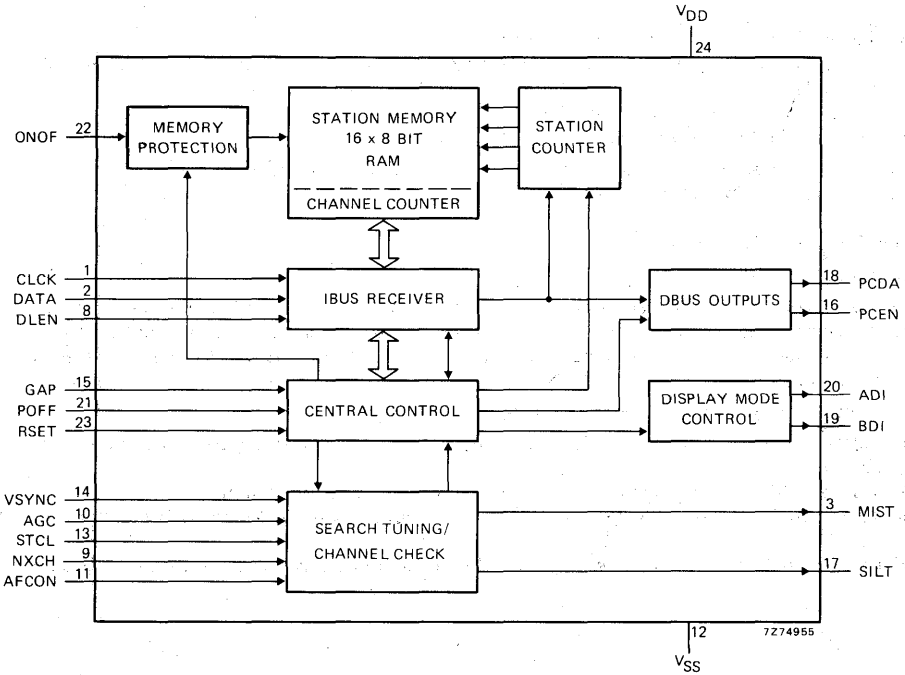 VDD
24
ONOF 22
MEMORY
PROTECTION
STATION MEMORY
16 x 8 BIT
RAM
CHANNEL COUNTER
STATION
COUNTER
CLCK 1
DATA 2
DLEN 8
IBUS RECEIVER
DBUS OUTPUTS
18 PCDA
16 PCEN
GAP 15
POFF 21
RSET 23
CENTRAL CONTROL
DISPLAY MODE
CONTROL
20 ADI
19 BDI
VSYNC 14
AGC 10
STCL 13
NXCH 9
AFCON 11
SEARCH TUNING/
CHANNEL CHECK
3 MIST
17 SILT
12
7Z74955
VSS